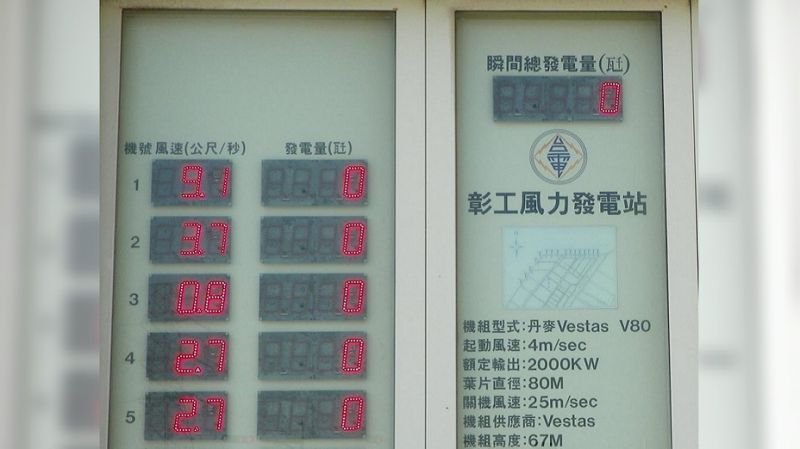 機號 風速(公尺/秒) 發電量(瓩)
1 9.1 0
2 3.7 0
3 0.8 0
4 2.7 0
5 2.7 0
瞬間總發電量(瓩)
0
台電
彰工風力發電站
機組型式:丹麥Vestas V80
起動風速:4m/sec
額定輸出:2000KW
葉片直徑:80M
關機風速:25m/sec
機組供應商:Vestas
機組高度:67M